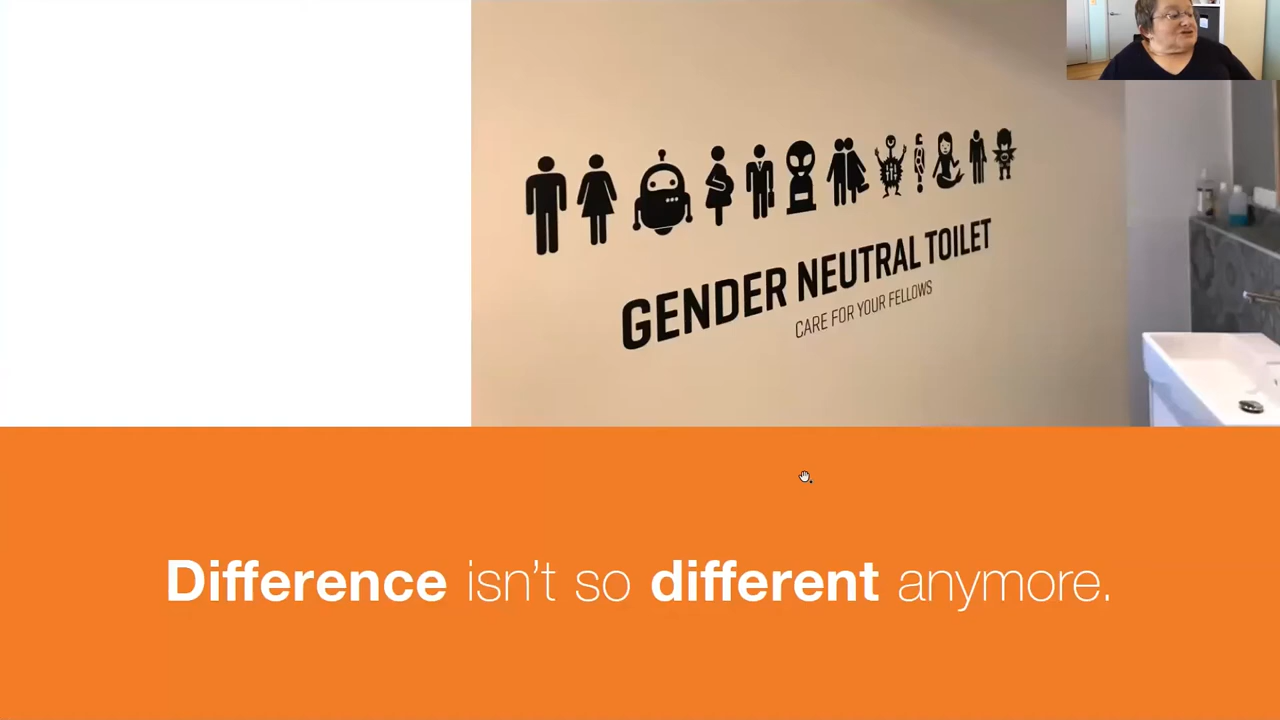 GENDER NEUTRAL TOILET
CARE FOR YOUR FELLOWS
Difference isn't so different anymore.